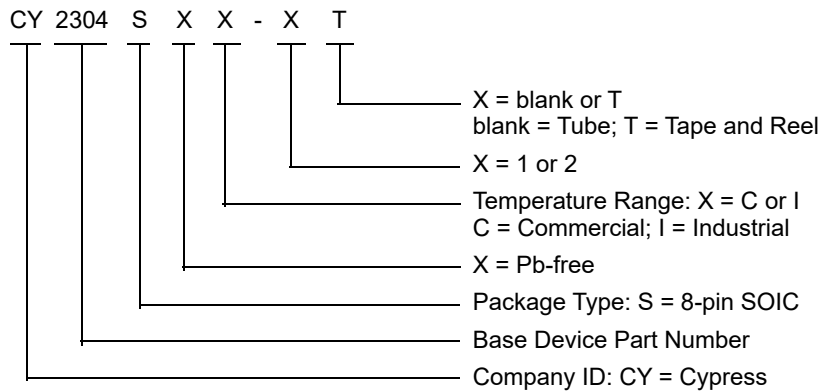 CY 2304 S X X - X T
X = blank or T
blank = Tube; T = Tape and Reel
X = 1 or 2
Temperature Range: X = C or I
C = Commercial; I = Industrial
X = Pb-free
Package Type: S = 8-pin SOIC
Base Device Part Number
Company ID: CY = Cypress